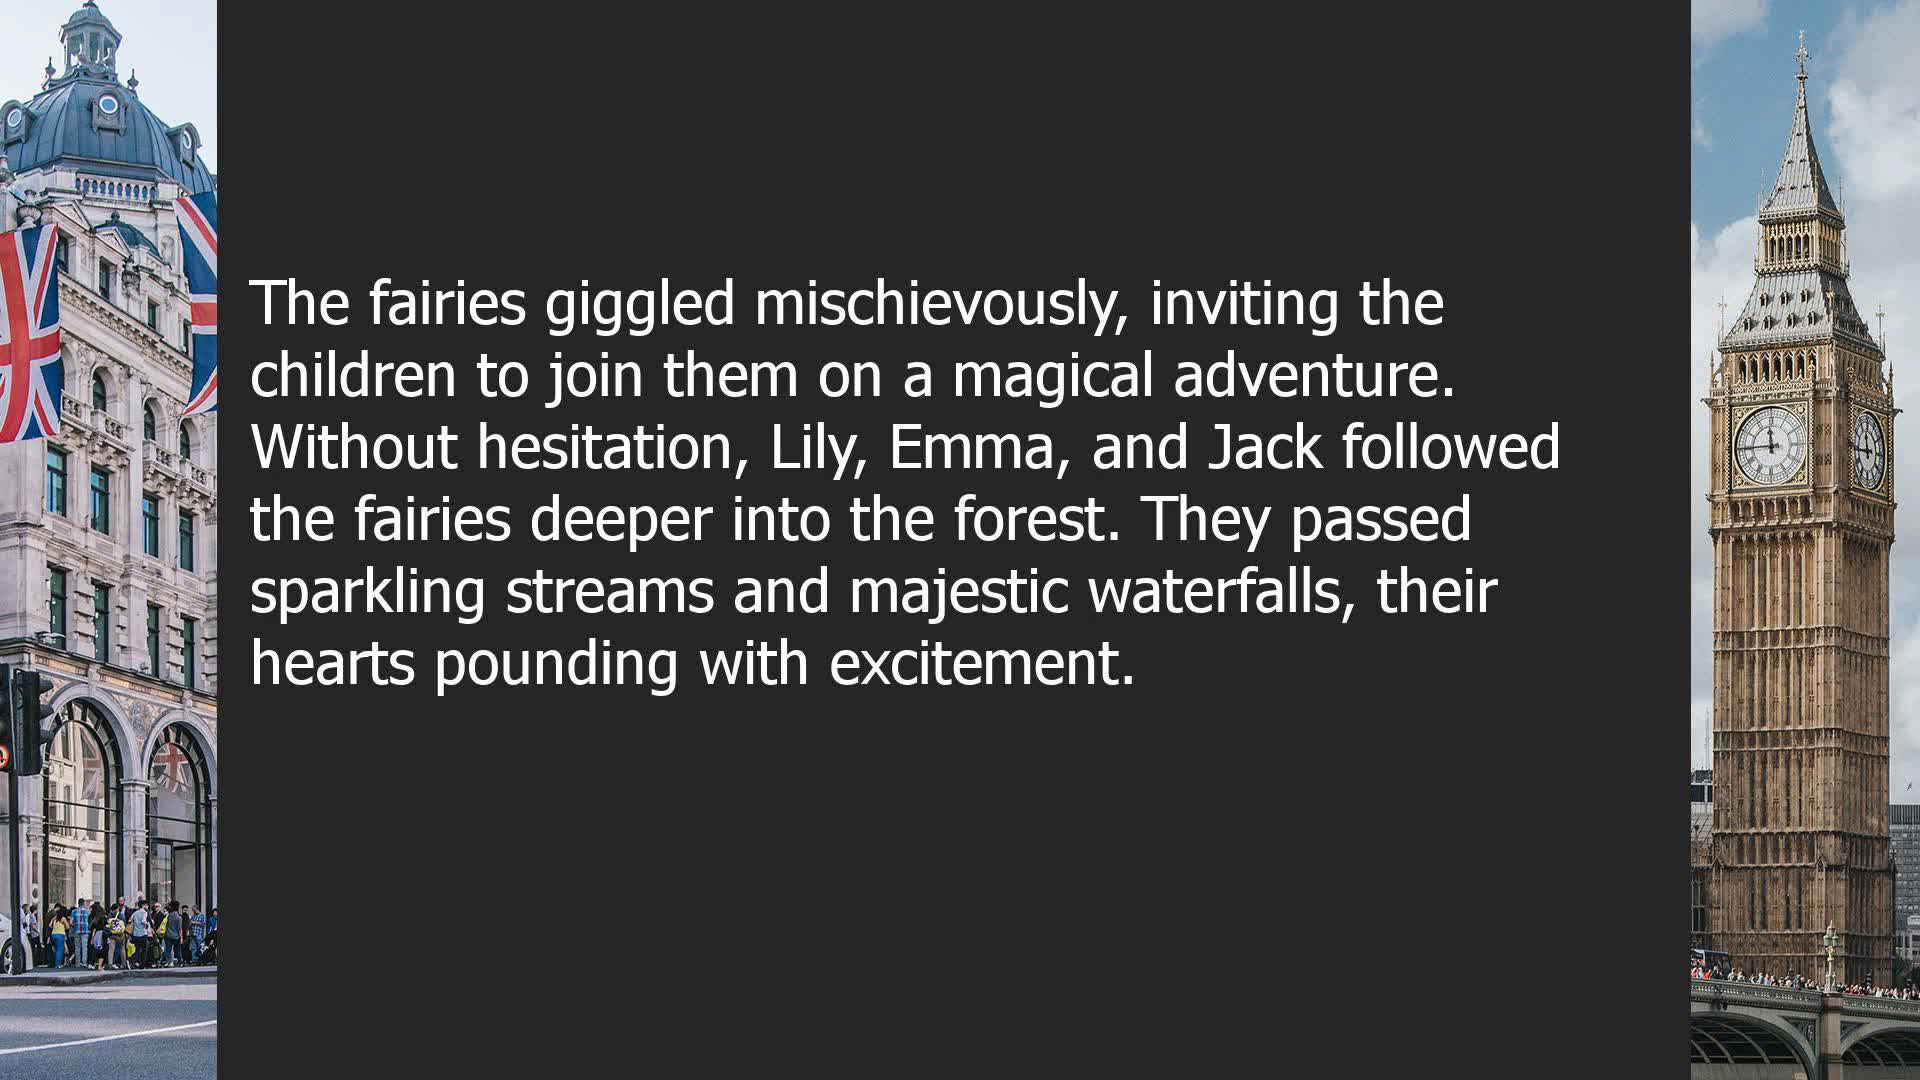 The fairies giggled mischievously, inviting the
children to join them on a magical adventure.
Without hesitation, Lily, Emma, and Jack followed
the fairies deeper into the forest. They passed
sparkling streams and majestic waterfalls, their
hearts pounding with excitement.